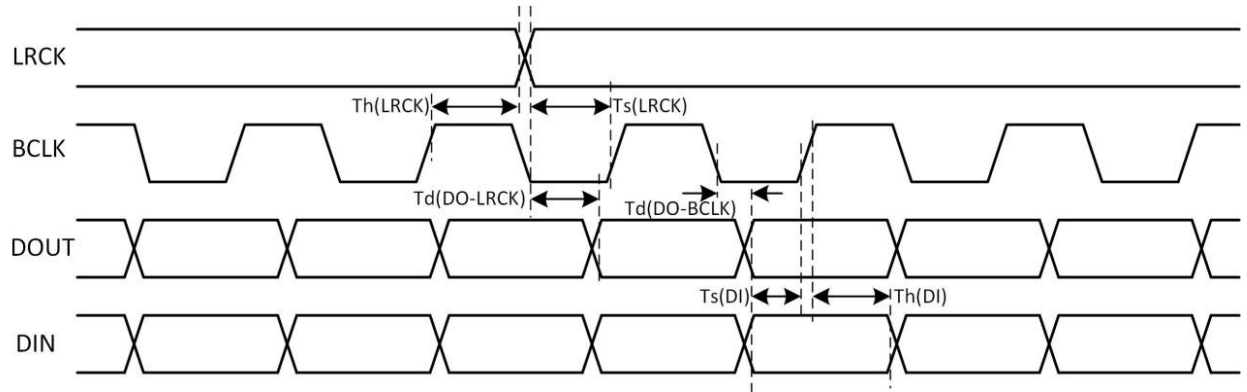 LRCK
Th(LRCK)
Ts(LRCK)
BCLK
Td(DO-LRCK)
Td(DO-BCLK)
DOUT
Ts(DI)
Th(DI)
DIN